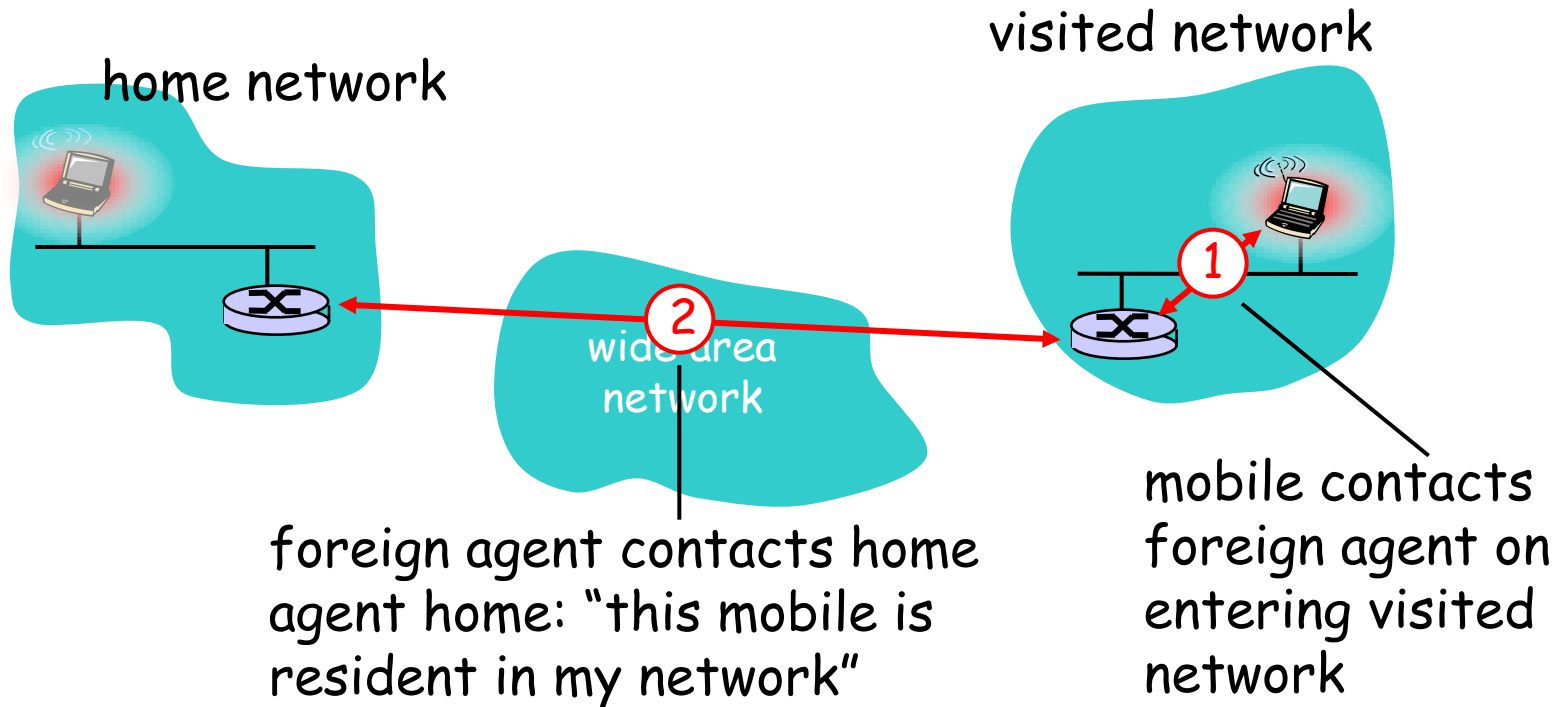 visited network
home network
1
2
wide area
network
mobile contacts
foreign agent on
entering visited
network
foreign agent contacts home
agent home: “this mobile is
resident in my network”